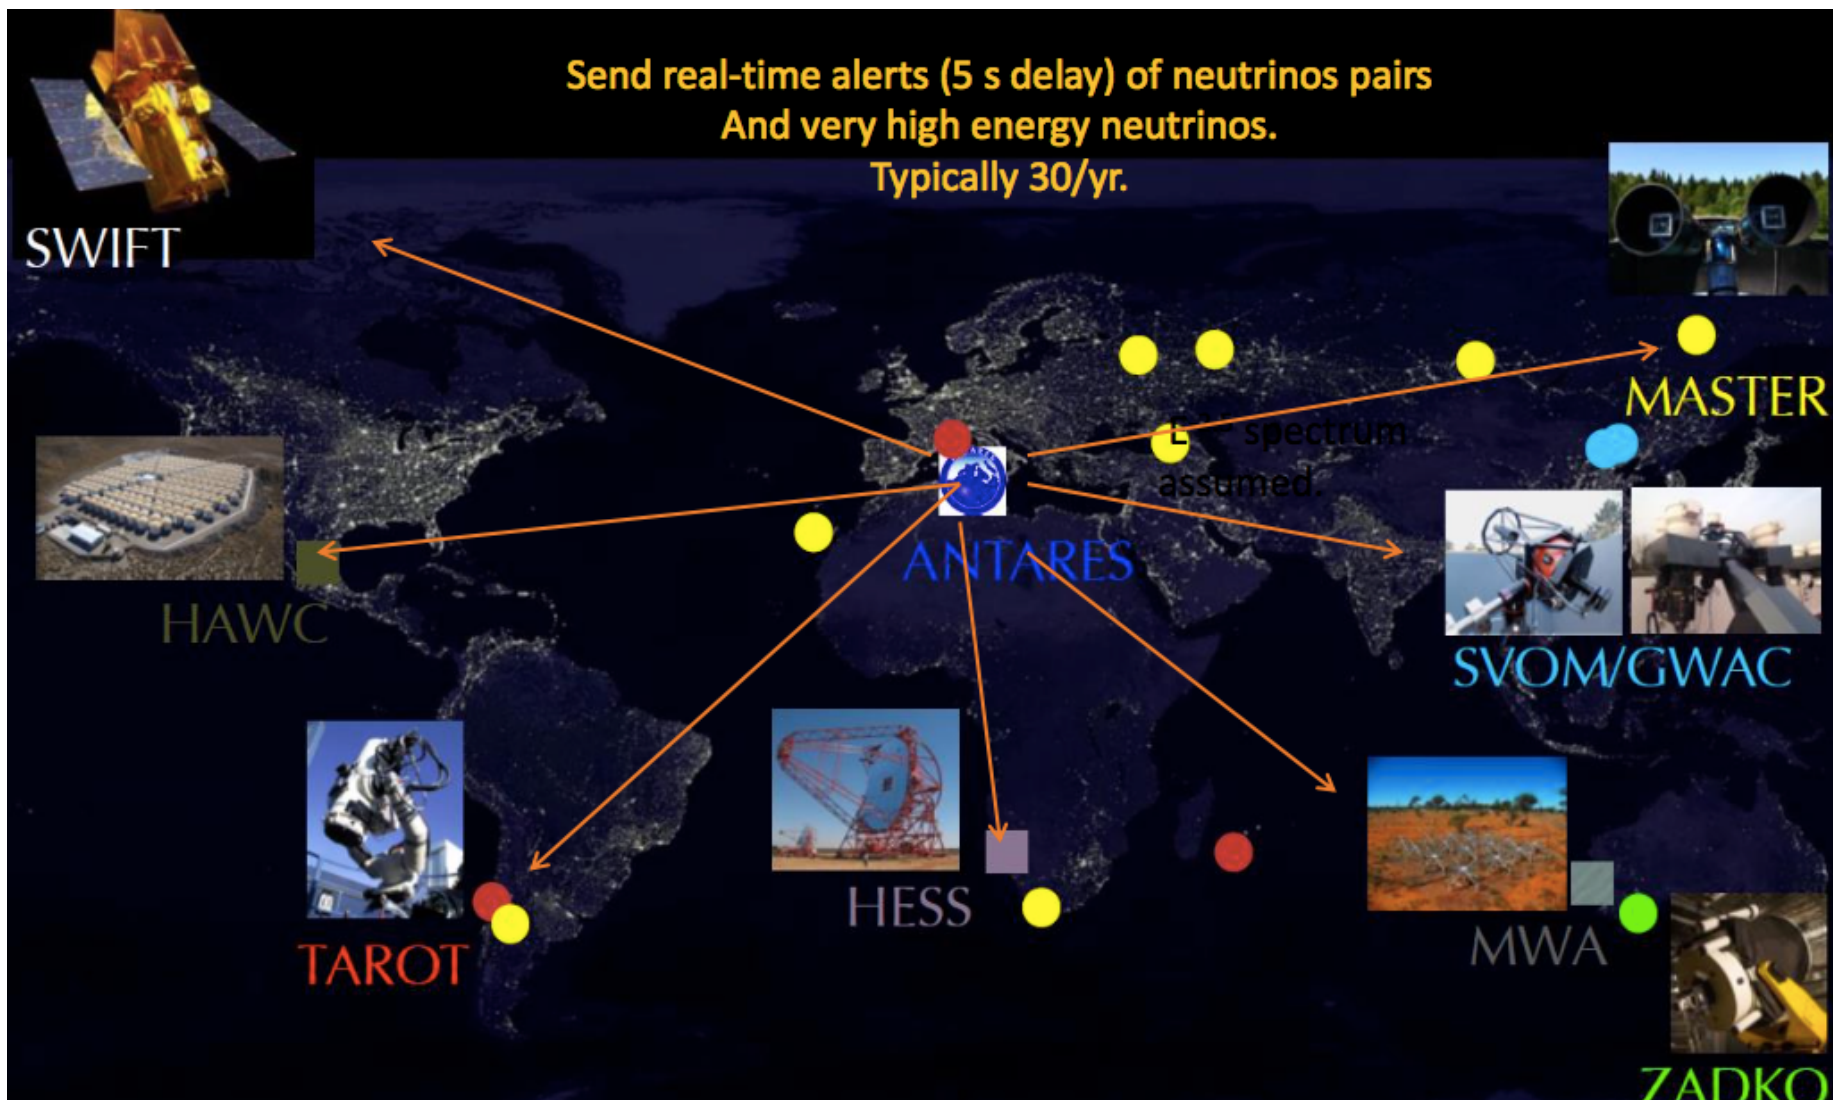 Send real-time alerts (5 s delay) of neutrinos pairs
And very high energy neutrinos.
Typically 30/yr.
SWIFT
MASTER
spectrum
assumed.
ANTARES
HAWC
SVOM/GWAC
HESS
MWA
TAROT
ZADKO